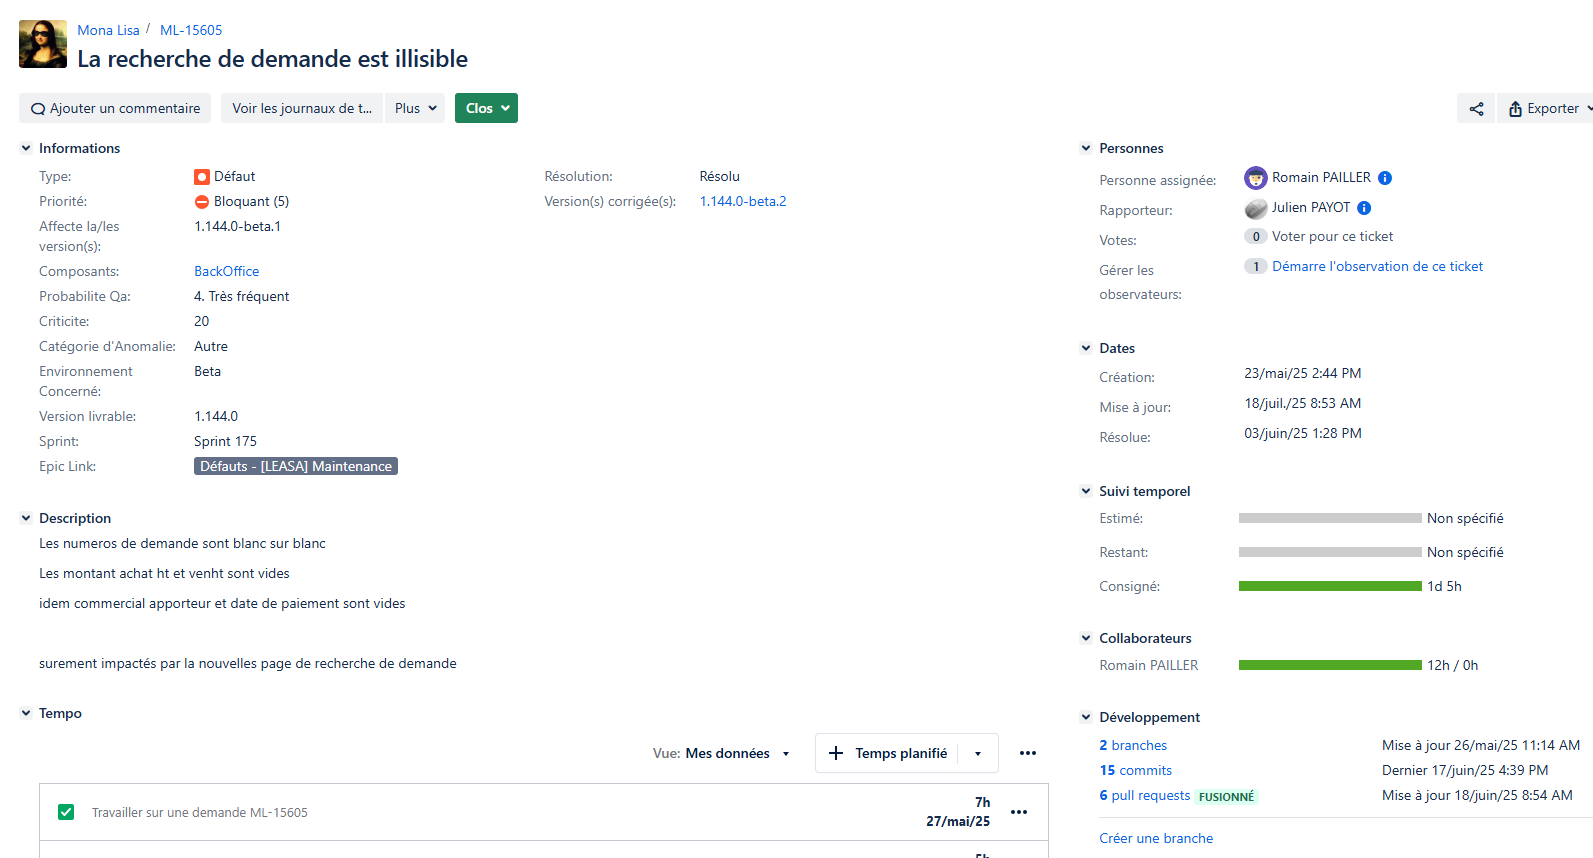 Mona Lisa / ML-15605
La recherche de demande est illisible
Ajouter un commentaire Voir les journaux de t... Plus Clos Exporter
Informations
Type: Défaut
Priorité: Bloquant (5)
Affecte la/les version(s): 1.144.0-beta.1
Composants: BackOffice
Probabilite Qa: 4. Très fréquent
Criticite: 20
Catégorie d'Anomalie: Autre
Environnement Concerné: Beta
Version livrable: 1.144.0
Sprint: Sprint 175
Epic Link: Défauts - [LEASA] Maintenance
Résolution: Résolu
Version(s) corrigée(s): 1.144.0-beta.2
Description
Les numeros de demande sont blanc sur blanc
Les montant achat ht et venht sont vides
idem commercial apporteur et date de paiement sont vides
surement impactés par la nouvelles page de recherche de demande
Tempo
Vue: Mes données Temps planifié
Travailler sur une demande ML-15605 7h
27/mai/25
Personnes
Personne assignée: Romain PAILLER
Rapporteur: Julien PAYOT
Votes: 0 Voter pour ce ticket
Gérer les observateurs: 1 Démarre l'observation de ce ticket
Dates
Création: 23/mai/25 2:44 PM
Mise à jour: 18/juil./25 8:53 AM
Résolue: 03/juin/25 1:28 PM
Suivi temporel
Estimé: Non spécifié
Restant: Non spécifié
Consigné: 1d 5h
Collaborateurs
Romain PAILLER 12h / 0h
Développement
2 branches Mise à jour 26/mai/25 11:14 AM
15 commits Dernier 17/juin/25 4:39 PM
6 pull requests FUSIONNÉ Mise à jour 18/juin/25 8:54 AM
Créer une branche